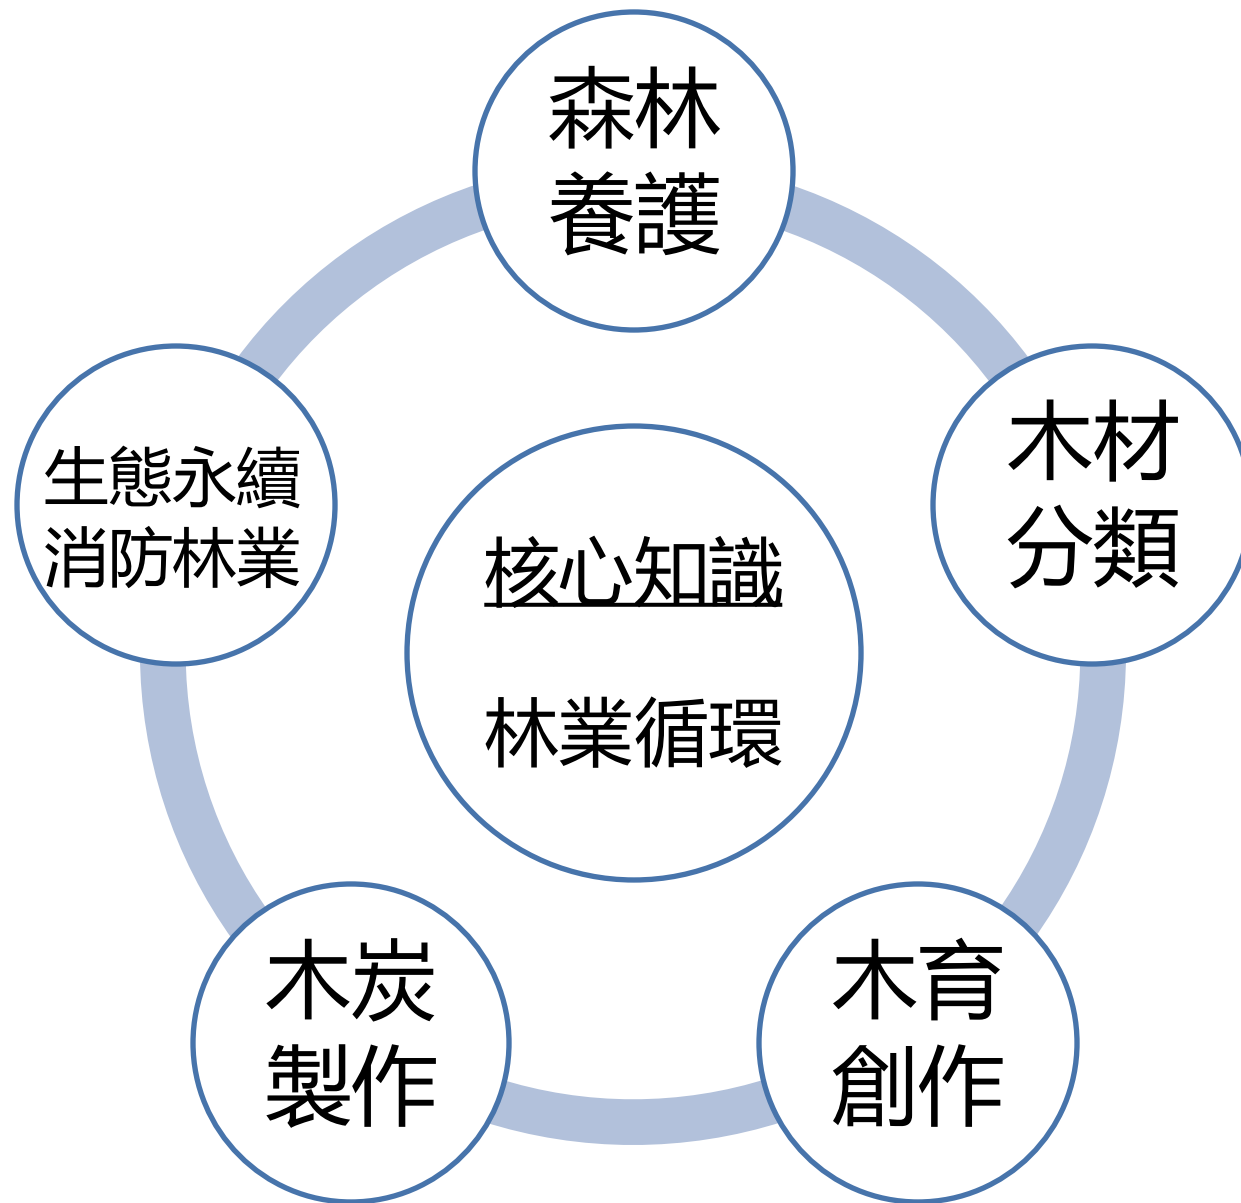 森林
養護
木材
分類
木育
創作
木炭
製作
生態永續
消防林業
核心知識
林業循環